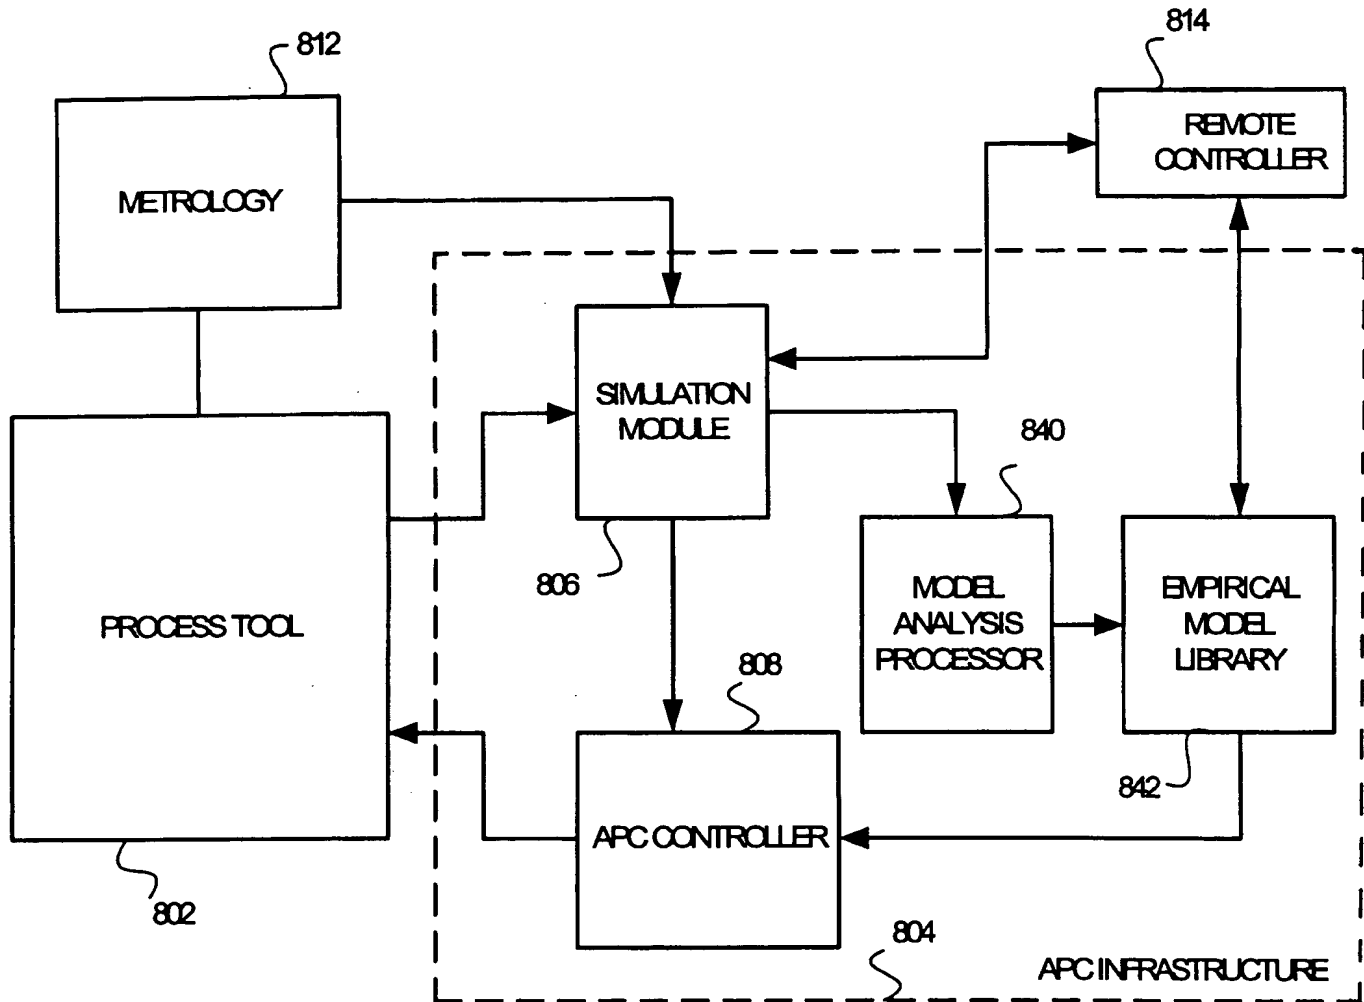 812
814
METROLOGY
REMOTE
CONTROLLER
SIMULATION
MODULE
840
806
MODEL
ANALYSIS
PROCESSOR
EMPIRICAL
MODEL
LIBRARY
PROCESS TOOL
808
842
APC CONTROLLER
802
804
APC INFRASTRUCTURE